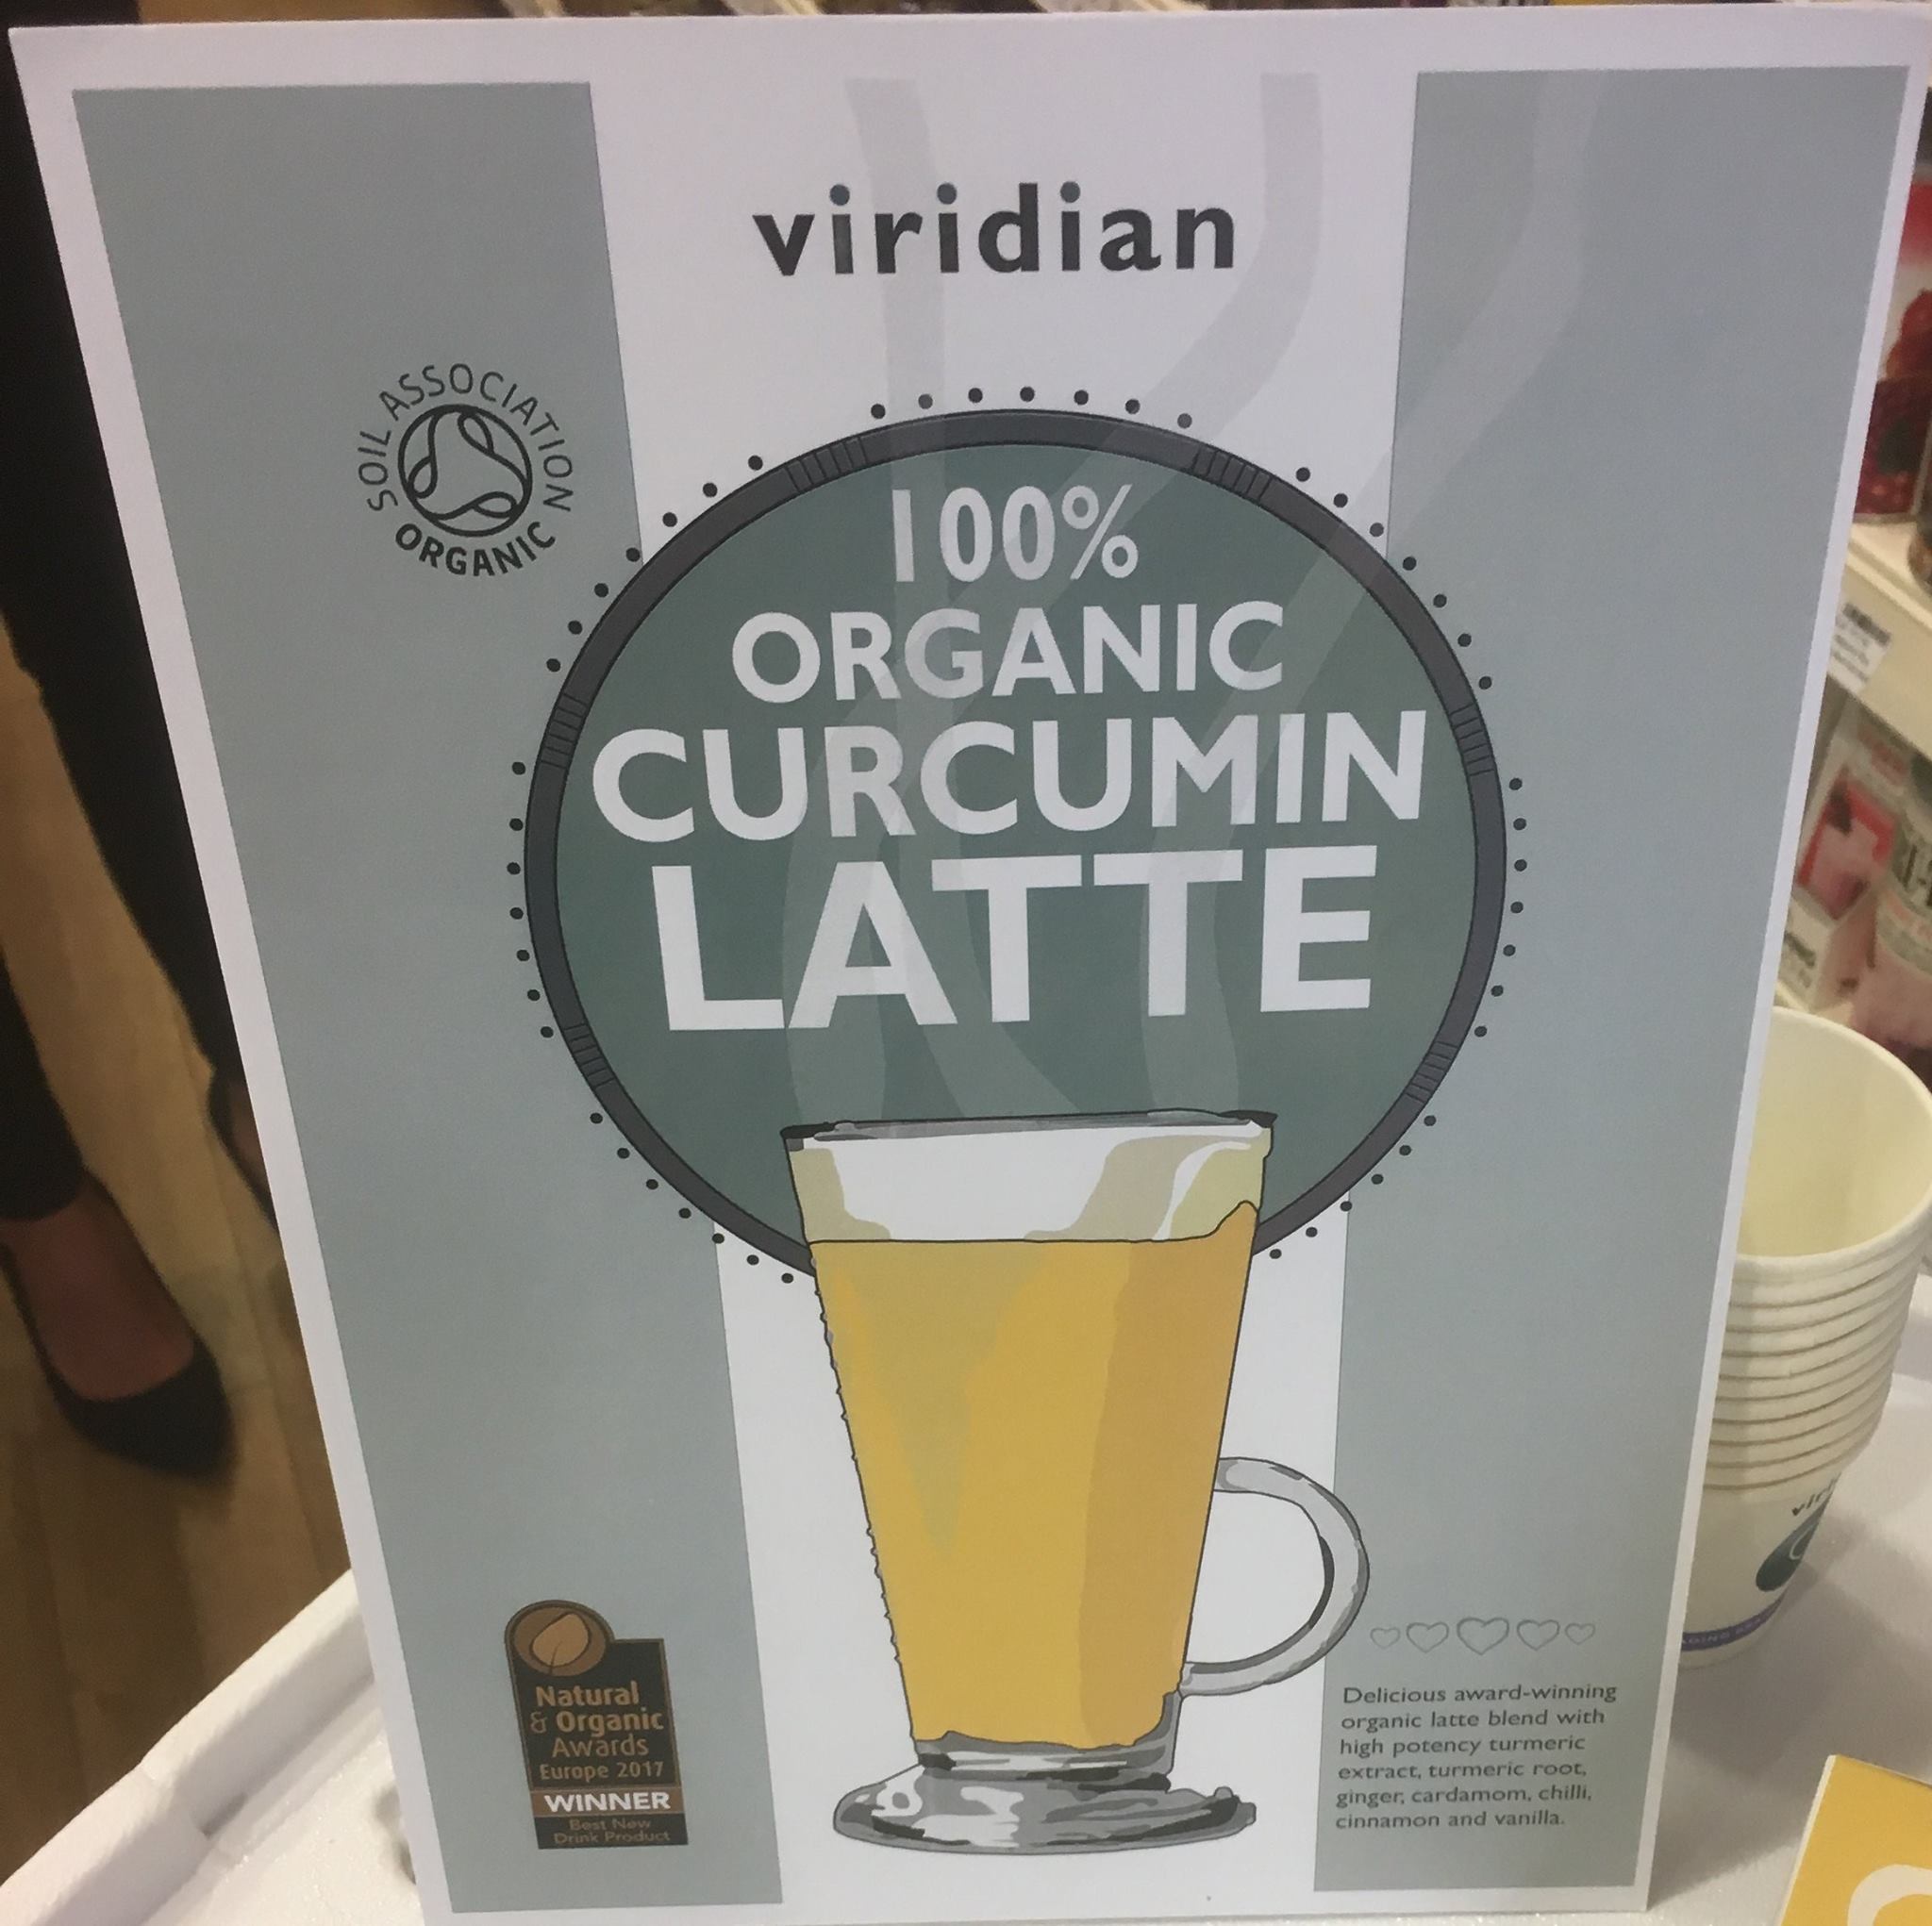 viridian
SOIL ASSOCIATION
ORGANIC
100%
ORGANIC
CURCUMIN
LATTE
Natural
& Organic
Awards
Europe 2017
WINNER
Best New
Drink Product
Delicious award-winning
organic latte blend with
high potency turmeric
extract, turmeric root,
ginger, cardamom, chilli,
cinnamon and vanilla.